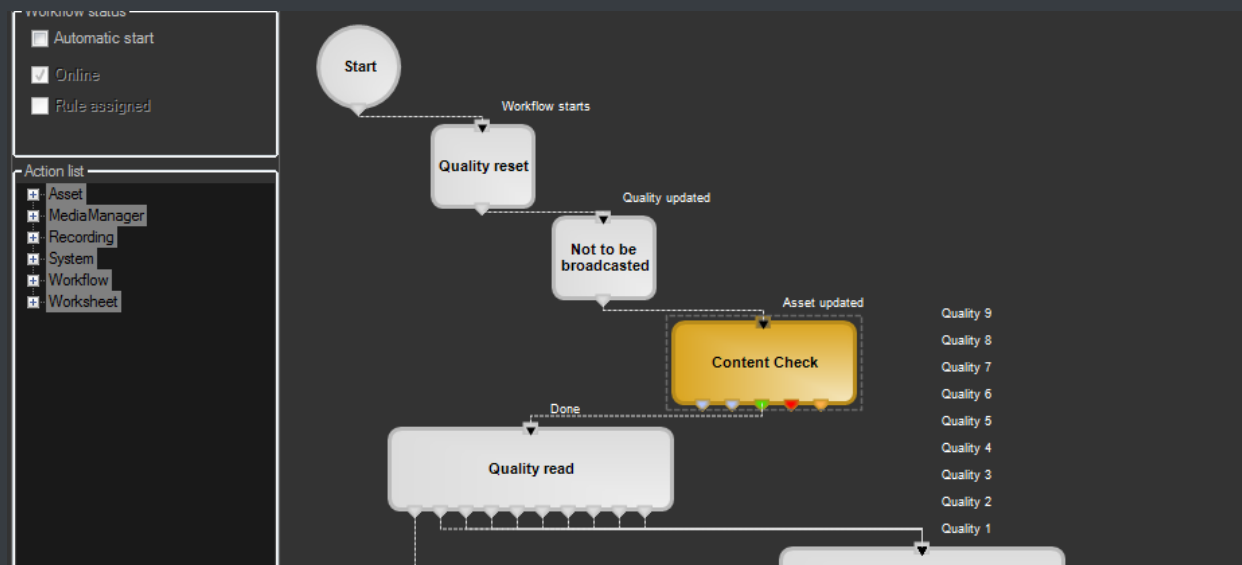 Workflow status
Automatic start
Online
Rule assigned
Action list
Asset
MediaManager
Recording
System
Workflow
Worksheet
Start
Workflow starts
Quality reset
Quality updated
Not to be
broadcasted
Asset updated
Content Check
Done
Quality read
Quality 9
Quality 8
Quality 7
Quality 6
Quality 5
Quality 4
Quality 3
Quality 2
Quality 1